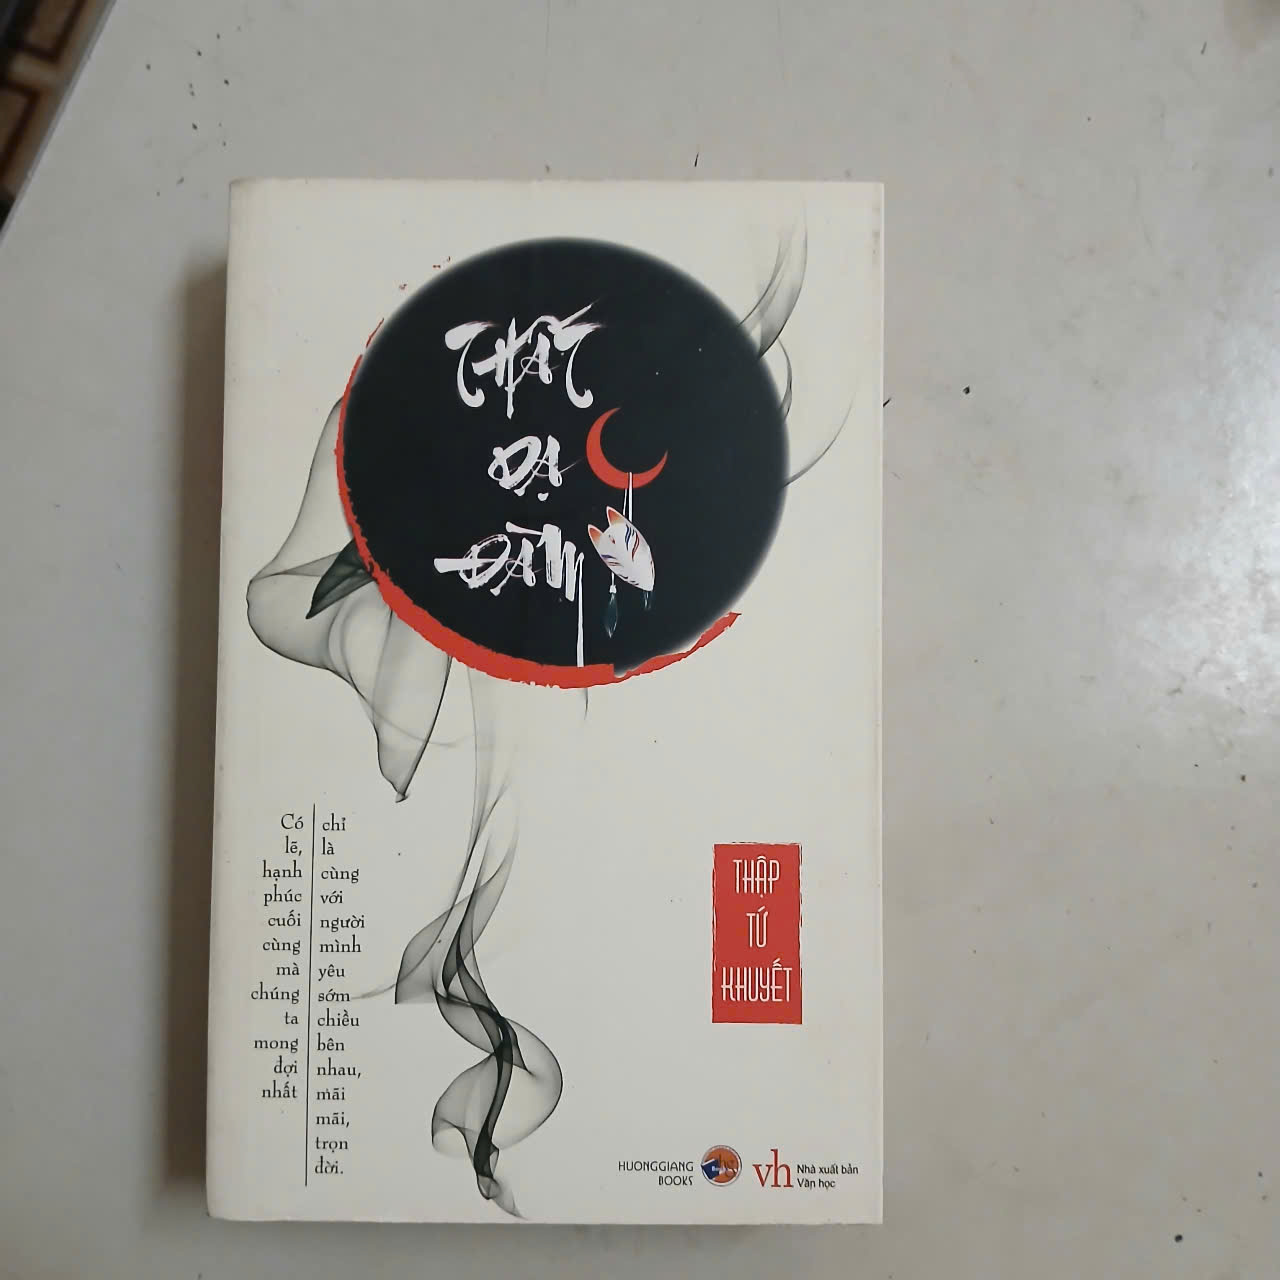 THẤT
DẠ
ĐÀM
Có
lẽ,
hạnh
phúc
cuối
cùng
mà
chúng
ta
mong
đợi
nhất
chỉ
là
cùng
với
người
mình
yêu
sớm
chiều
bên
nhau,
mãi
mãi,
trọn
đời.
THẬP
TỨ
KHUYẾT
HUONGGIANG
BOOKS
vh
Nhà xuất bản
Văn học